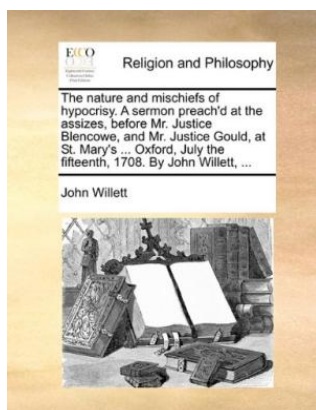 ECCO
Religion and Philosophy
The nature and mischiefs of
hypocrisy. A sermon preach'd at the
assizes, before Mr. Justice
Blencowe, and Mr. Justice Gould, at
St. Mary's ... Oxford, July the
fifteenth, 1708. By John Willett, ...
John Willett